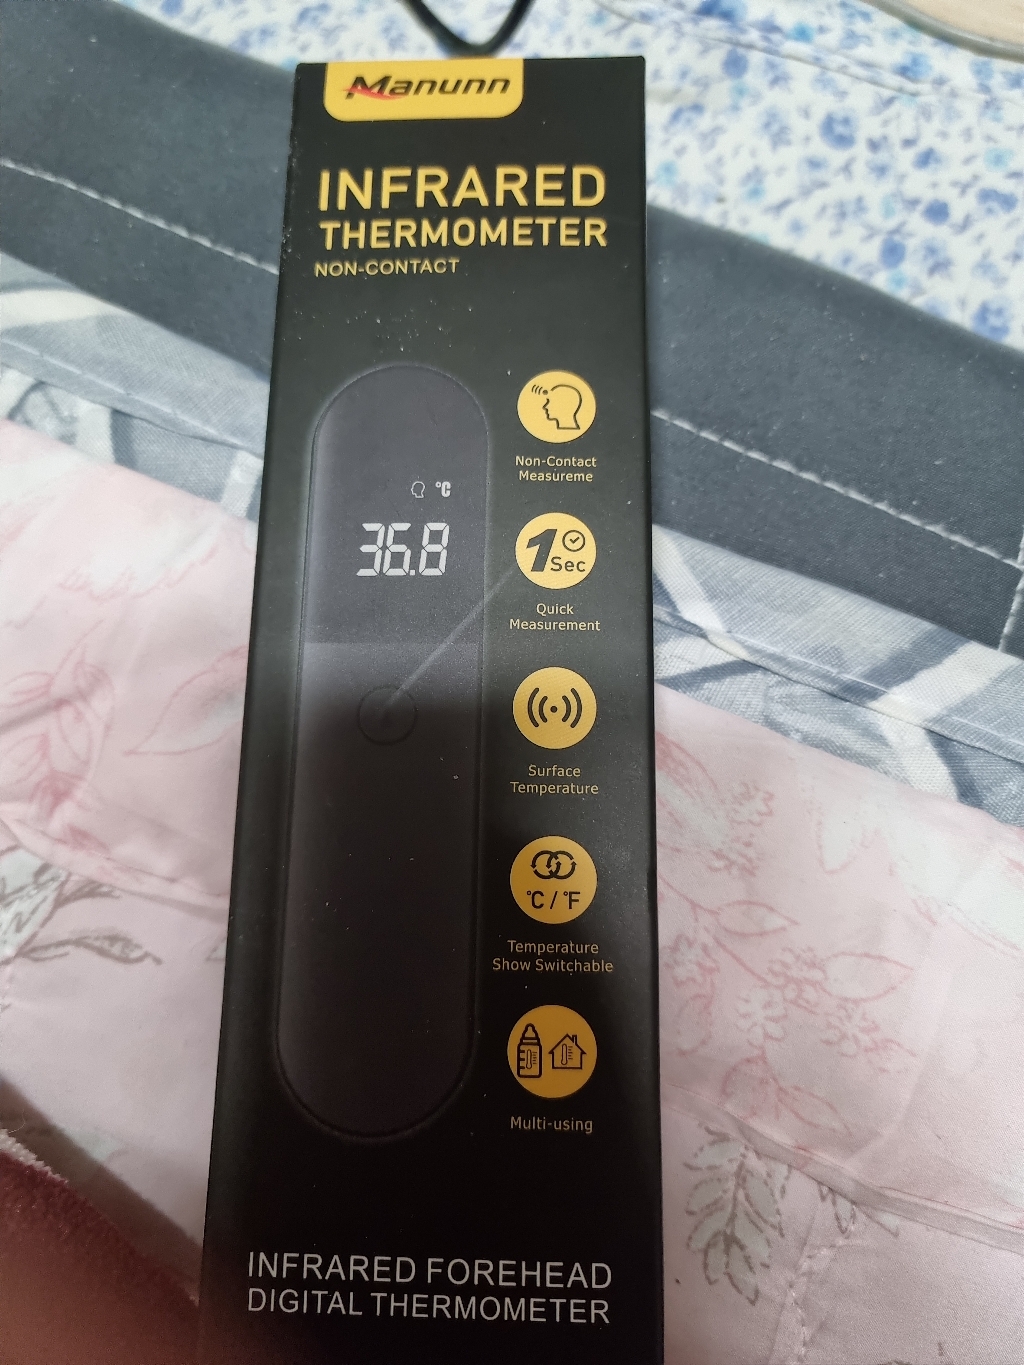 Manunn
INFRARED
THERMOMETER
NON-CONTACT
°C
36.8
Non-Contact
Measureme
1 Sec
Quick
Measurement
Surface
Temperature
°C / °F
Temperature
Show Switchable
Multi-using
INFRARED FOREHEAD
DIGITAL THERMOMETER